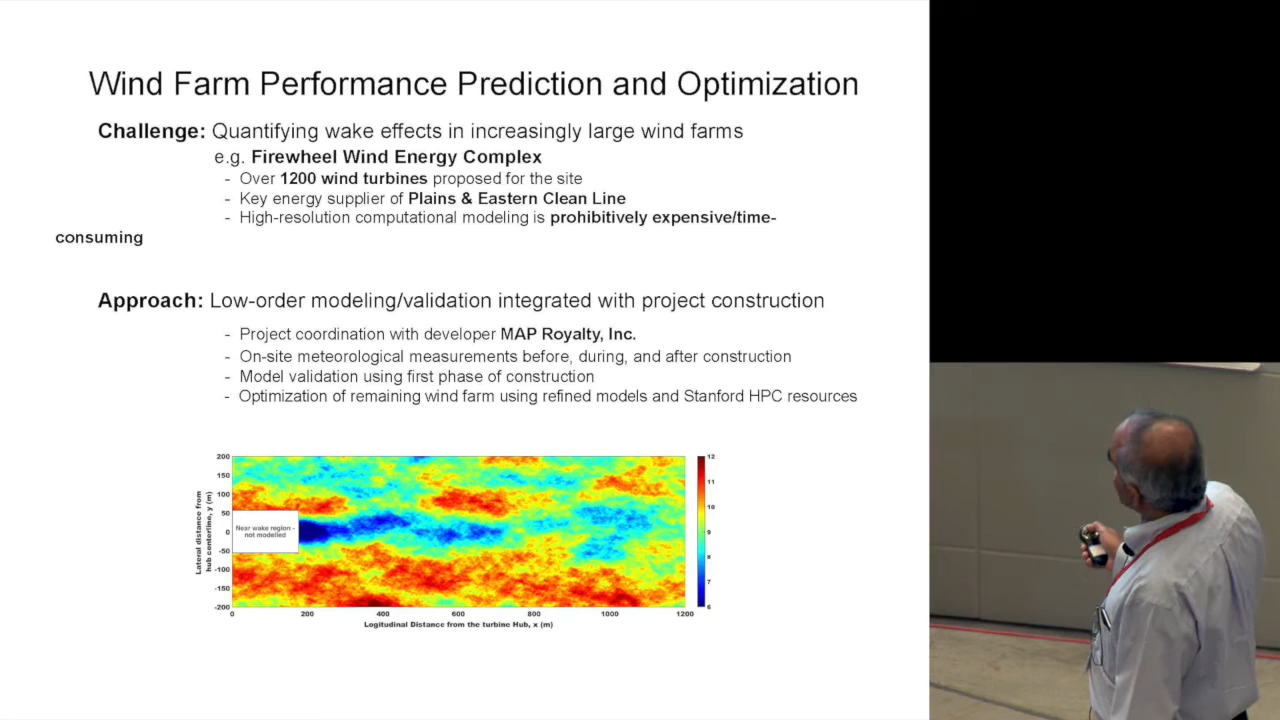 Wind Farm Performance Prediction and Optimization
Challenge: Quantifying wake effects in increasingly large wind farms
e.g. Firewheel Wind Energy Complex
- Over 1200 wind turbines proposed for the site
- Key energy supplier of Plains & Eastern Clean Line
- High-resolution computational modeling is prohibitively expensive/time-
consuming
Approach: Low-order modeling/validation integrated with project construction
- Project coordination with developer MAP Royalty, Inc.
- On-site meteorological measurements before, during, and after construction
- Model validation using first phase of construction
- Optimization of remaining wind farm using refined models and Stanford HPC resources
Lateral distance from
hub centerline, y (m)
200
150
100
50
0
-50
-100
-150
-200
Near wake region -
not modelled
0 200 400 600 800 1000 1200
Logitudinal Distance from the turbine Hub, x (m)
12
11
10
9
8
7
6